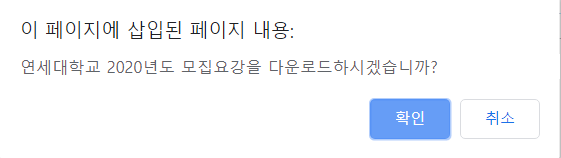 이 페이지에 삽입된 페이지 내용:
연세대학교 2020년도 모집요강을 다운로드하시겠습니까?
확인 취소